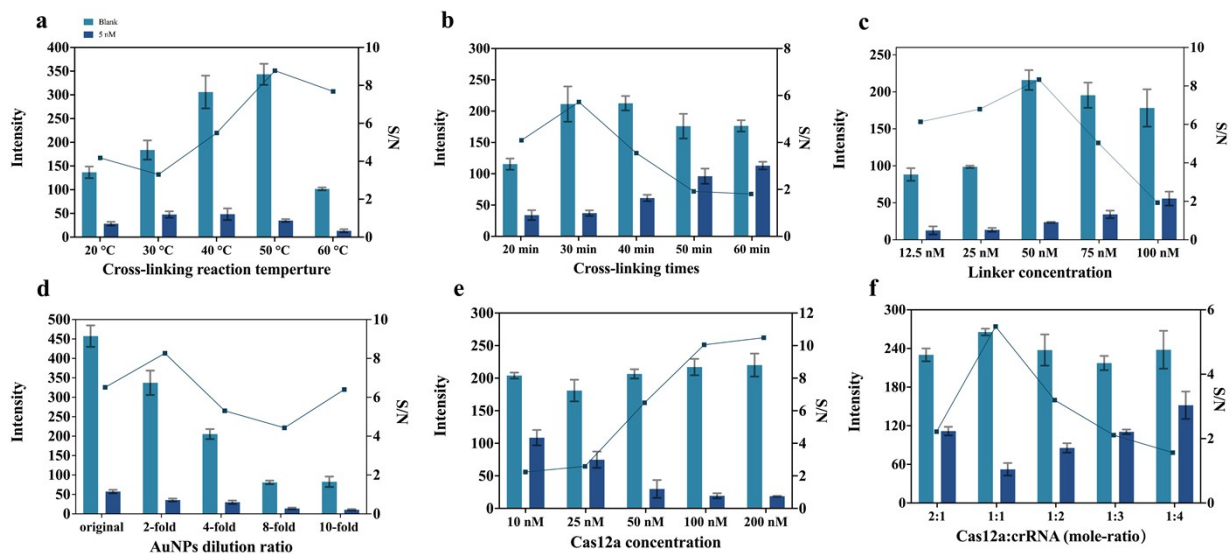 a
Blank
5 nM
400
350
300
250
200
150
100
50
0
Intensity
10
8
6
4
2
0
S/N
20 °C 30 °C 40 °C 50 °C 60 °C
Cross-linking reaction temperture
b
300
250
200
150
100
50
0
Intensity
8
6
4
2
0
S/N
20 min 30 min 40 min 50 min 60 min
Cross-linking times
c
250
200
150
100
50
0
Intensity
10
8
6
4
2
0
S/N
12.5 nM 25 nM 50 nM 75 nM 100 nM
Linker concentration
d
500
450
400
350
300
250
200
150
100
50
0
Intensity
10
8
6
4
2
0
S/N
original 2-fold 4-fold 8-fold 10-fold
AuNPs dilution ratio
e
300
250
200
150
100
50
0
Intensity
12
10
8
6
4
2
0
S/N
10 nM 25 nM 50 nM 100 nM 200 nM
Cas12a concentration
f
300
240
180
120
60
0
Intensity
6
5
4
3
2
1
0
S/N
2:1 1:1 1:2 1:3 1:4
Cas12a:crRNA (mole-ratio)